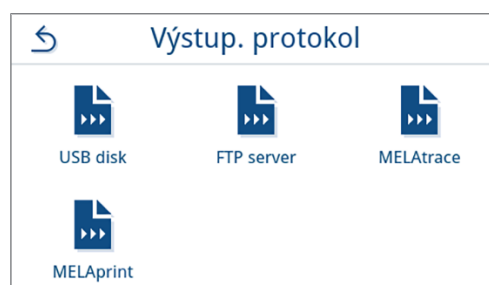 Výstup. protokol
USB disk
FTP server
MELAtrace
MELAprint